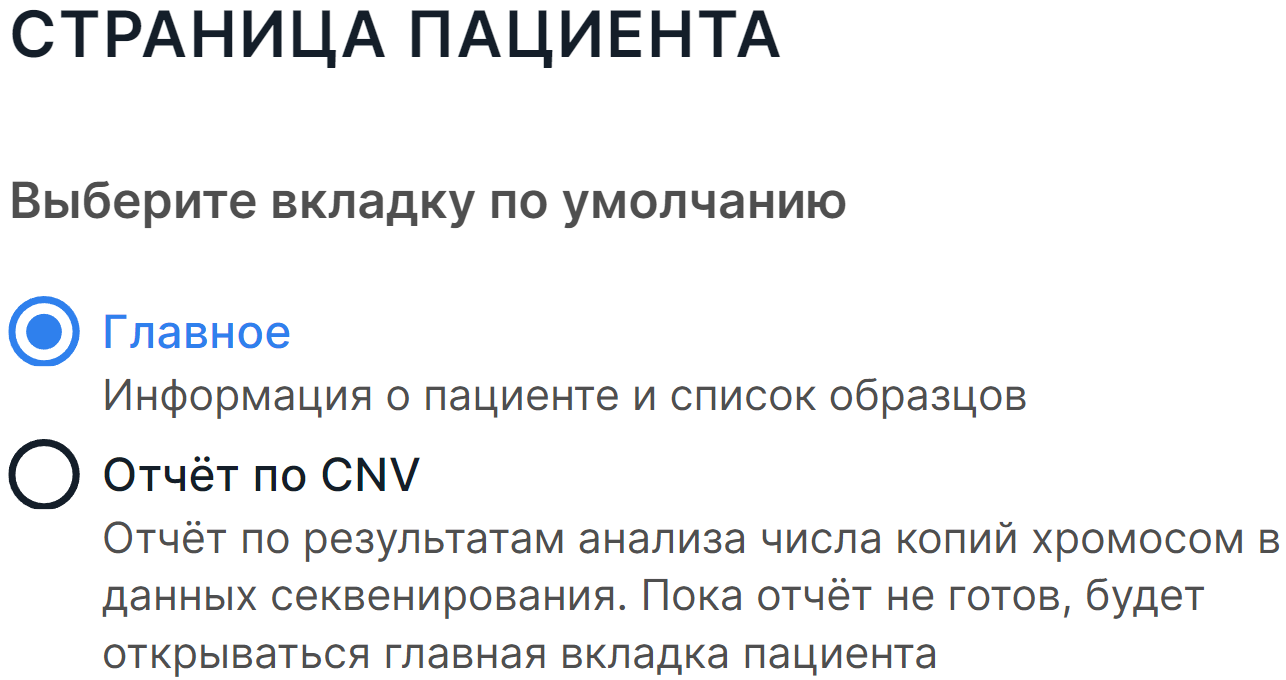 СТРАНИЦА ПАЦИЕНТА
Выберите вкладку по умолчанию
Главное
Информация о пациенте и список образцов
Отчёт по CNV
Отчёт по результатам анализа числа копий хромосом в
данных секвенирования. Пока отчёт не готов, будет
открываться главная вкладка пациента